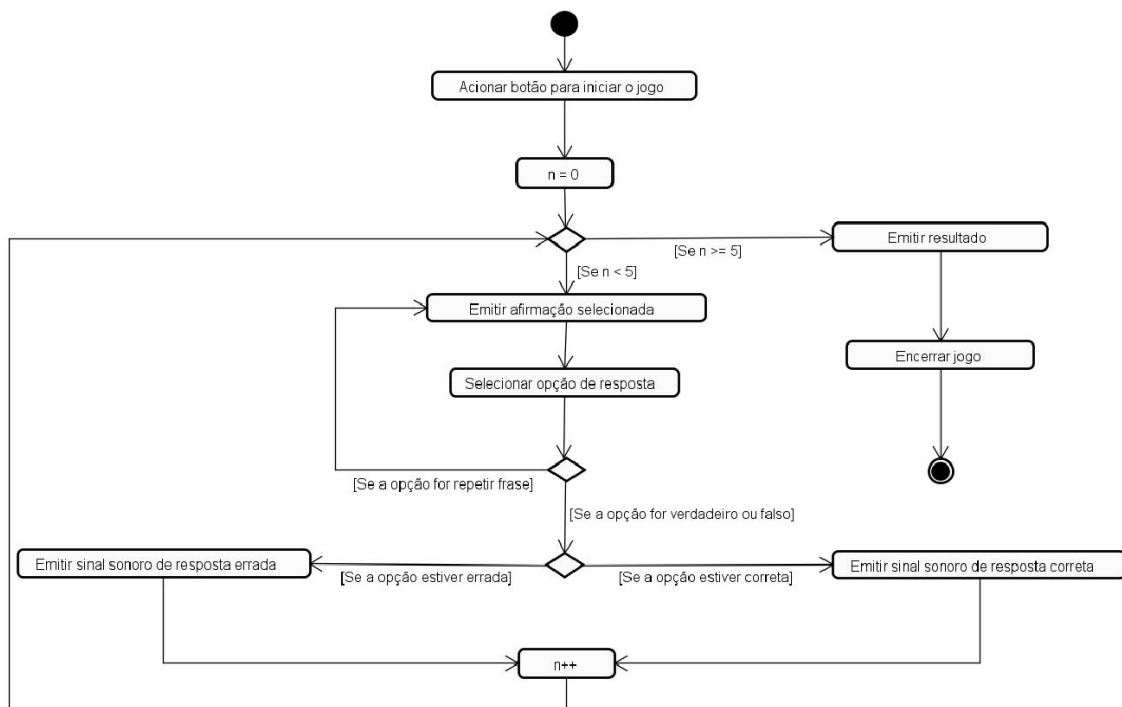 Acionar botão para iniciar o jogo
n = 0
[Se n >= 5]
Emitir resultado
[Se n < 5]
Emitir afirmação selecionada
Encerrar jogo
Selecionar opção de resposta
[Se a opção for repetir frase]
[Se a opção for verdadeiro ou falso]
Emitir sinal sonoro de resposta errada
[Se a opção estiver errada]
[Se a opção estiver correta]
Emitir sinal sonoro de resposta correta
n++